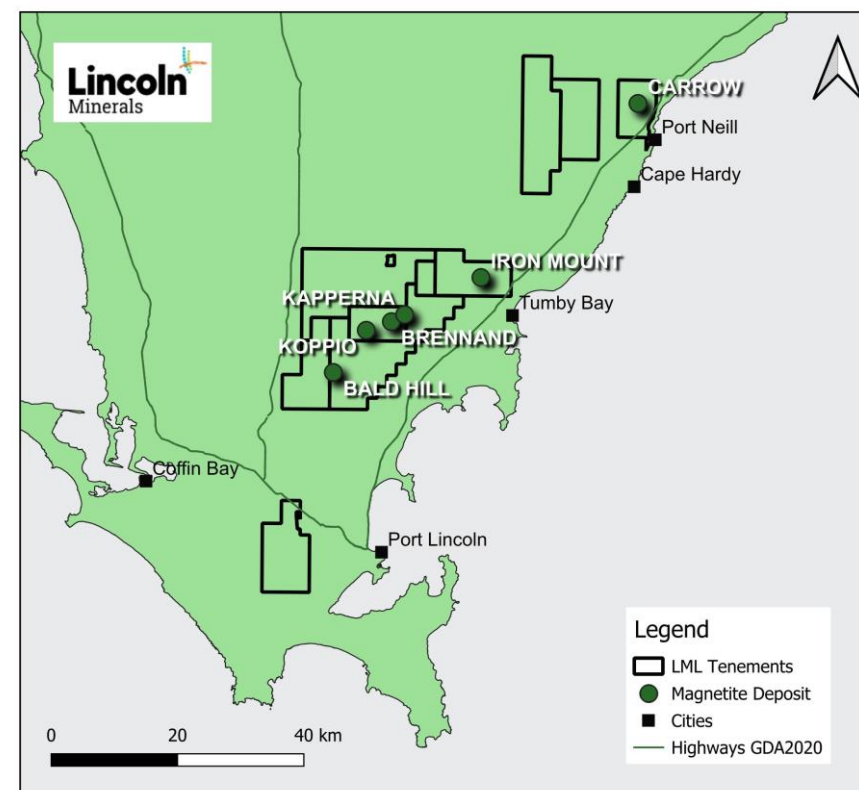 Lincoln
Minerals
CARROW
Port Neill
Cape Hardy
IRON MOUNT
KAPPERNA
Tumby Bay
BRENNAND
KOPPIO
BALD HILL
Coffin Bay
Port Lincoln
Legend
LML Tenements
Magnetite Deposit
Cities
Highways GDA2020
0 20 40 km